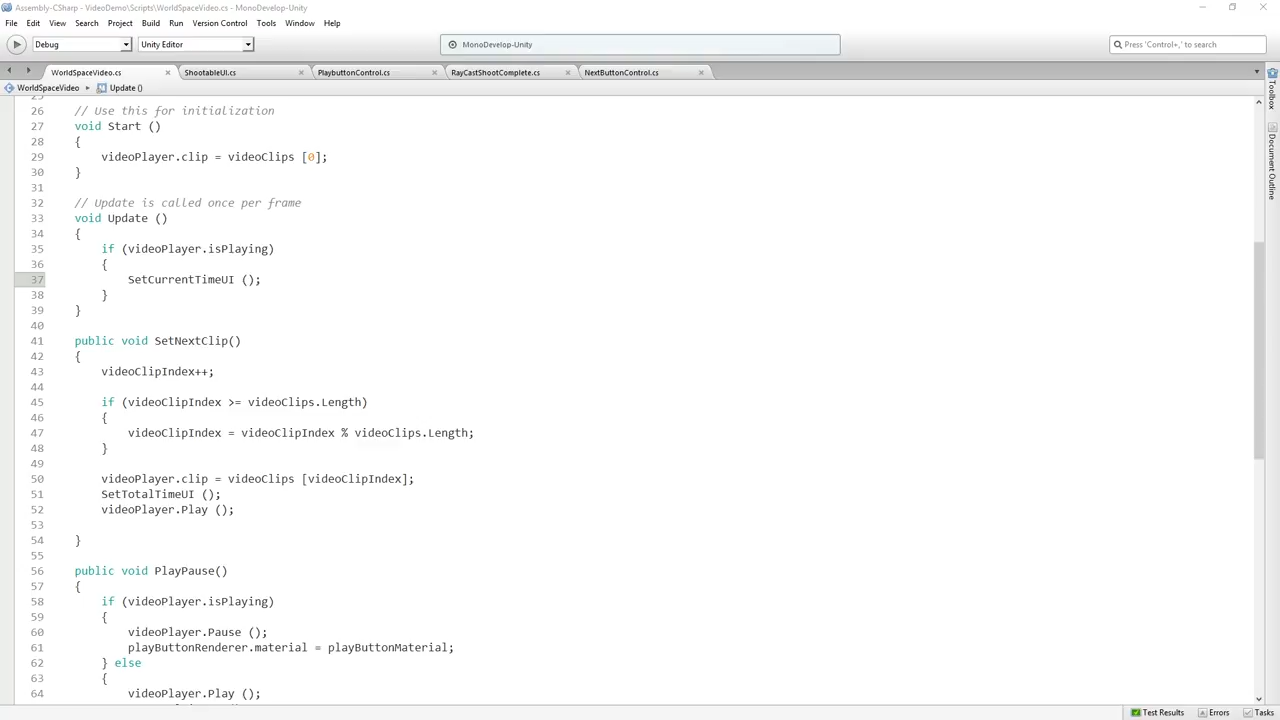 Assembly-CSharp - VideoDemo\Scripts\WorldSpaceVideo.cs - MonoDevelop-Unity
File Edit View Search Project Build Run Version Control Tools Window Help
Debug Unity Editor MonoDevelop-Unity Press 'Control+,' to search
WorldSpaceVideo.cs ShootableUI.cs PlaybuttonControl.cs RayCastShootComplete.cs NextButtonControl.cs
WorldSpaceVideo Update ()
Toolbox
Document Outline
25
26 // Use this for initialization
27 void Start ()
28 {
29 videoPlayer.clip = videoClips [0];
30 }
31
32 // Update is called once per frame
33 void Update ()
34 {
35 if (videoPlayer.isPlaying)
36 {
37 SetCurrentTimeUI ();
38 }
39 }
40
41 public void SetNextClip()
42 {
43 videoClipIndex++;
44
45 if (videoClipIndex >= videoClips.Length)
46 {
47 videoClipIndex = videoClipIndex % videoClips.Length;
48 }
49
50 videoPlayer.clip = videoClips [videoClipIndex];
51 SetTotalTimeUI ();
52 videoPlayer.Play ();
53
54 }
55
56 public void PlayPause()
57 {
58 if (videoPlayer.isPlaying)
59 {
60 videoPlayer.Pause ();
61 playButtonRenderer.material = playButtonMaterial;
62 } else
63 {
64 videoPlayer.Play ();
Test Results Errors Tasks